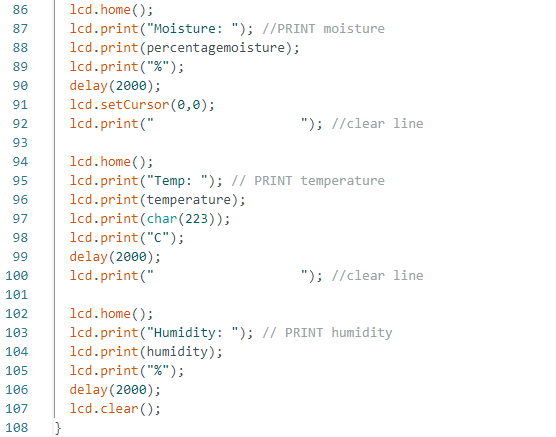 86 lcd.home();
87 lcd.print("Moisture: "); //PRINT moisture
88 lcd.print(percentagemoisture);
89 lcd.print("%");
90 delay(2000);
91 lcd.setCursor(0,0);
92 lcd.print("                    "); //clear line
93
94 lcd.home();
95 lcd.print("Temp: "); // PRINT temperature
96 lcd.print(temperature);
97 lcd.print(char(223));
98 lcd.print("C");
99 delay(2000);
100 lcd.print("                    "); //clear line
101
102 lcd.home();
103 lcd.print("Humidity: "); // PRINT humidity
104 lcd.print(humidity);
105 lcd.print("%");
106 delay(2000);
107 lcd.clear();
108 }